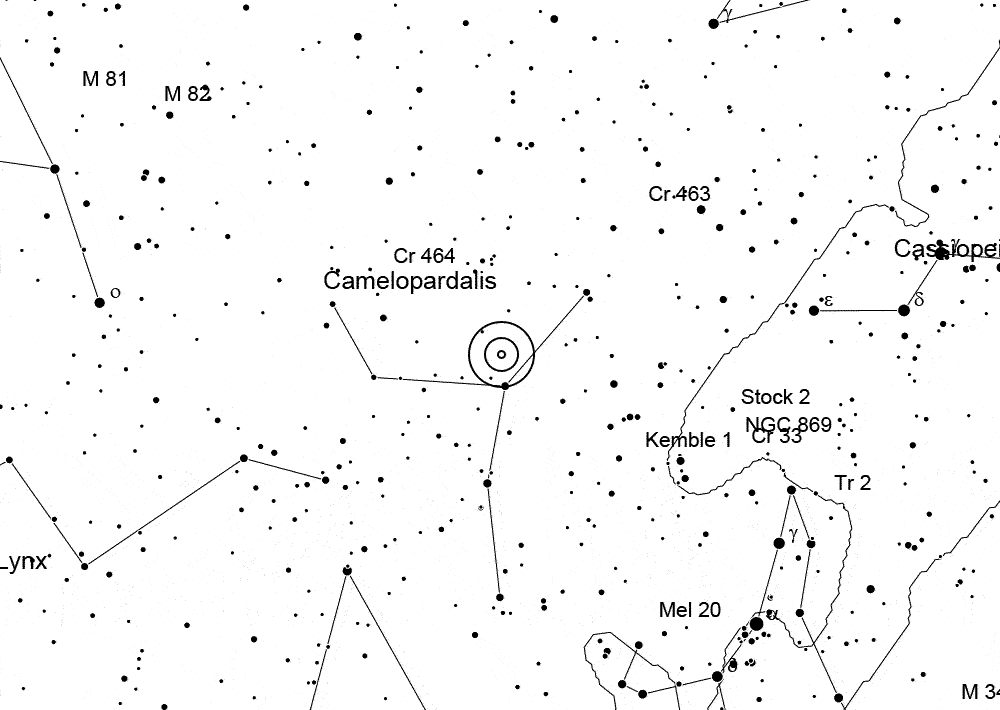 γ
M 81
M 82
Cr 463
Cr 464
Cassiopei
γ
Camelopardalis
ο
ε
δ
Stock 2
NGC 869
Cr 33
Kemble 1
Tr 2
γ
Lynx
Mel 20
α
δ
M 34